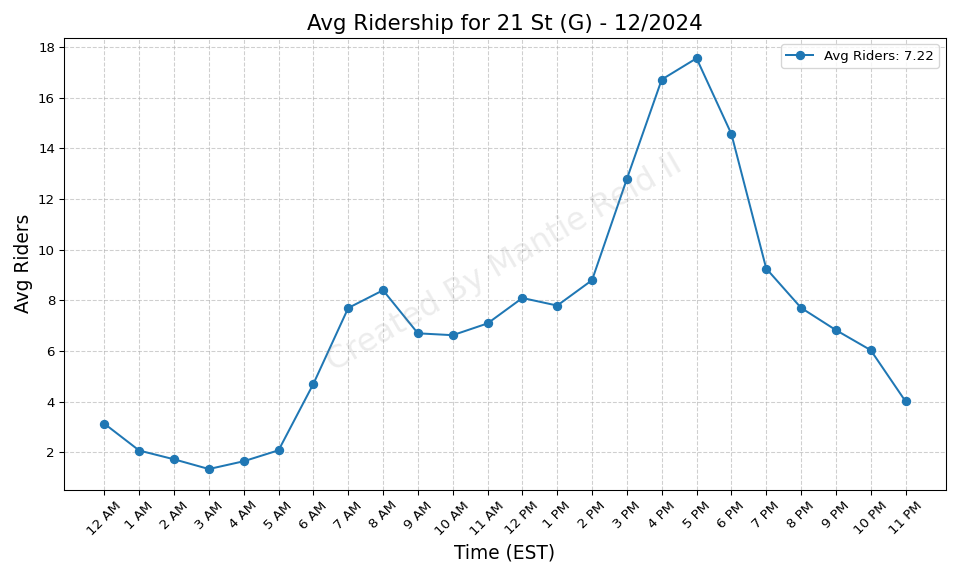 Avg Ridership for 21 St (G) - 12/2024
Avg Riders: 7.22
18
16
14
12
10
8
6
4
2
Avg Riders
Created By Mantle Reid II
12 AM
1 AM
2 AM
3 AM
4 AM
5 AM
6 AM
7 AM
8 AM
9 AM
10 AM
11 AM
12 PM
1 PM
2 PM
3 PM
4 PM
5 PM
6 PM
7 PM
8 PM
9 PM
10 PM
11 PM
Time (EST)